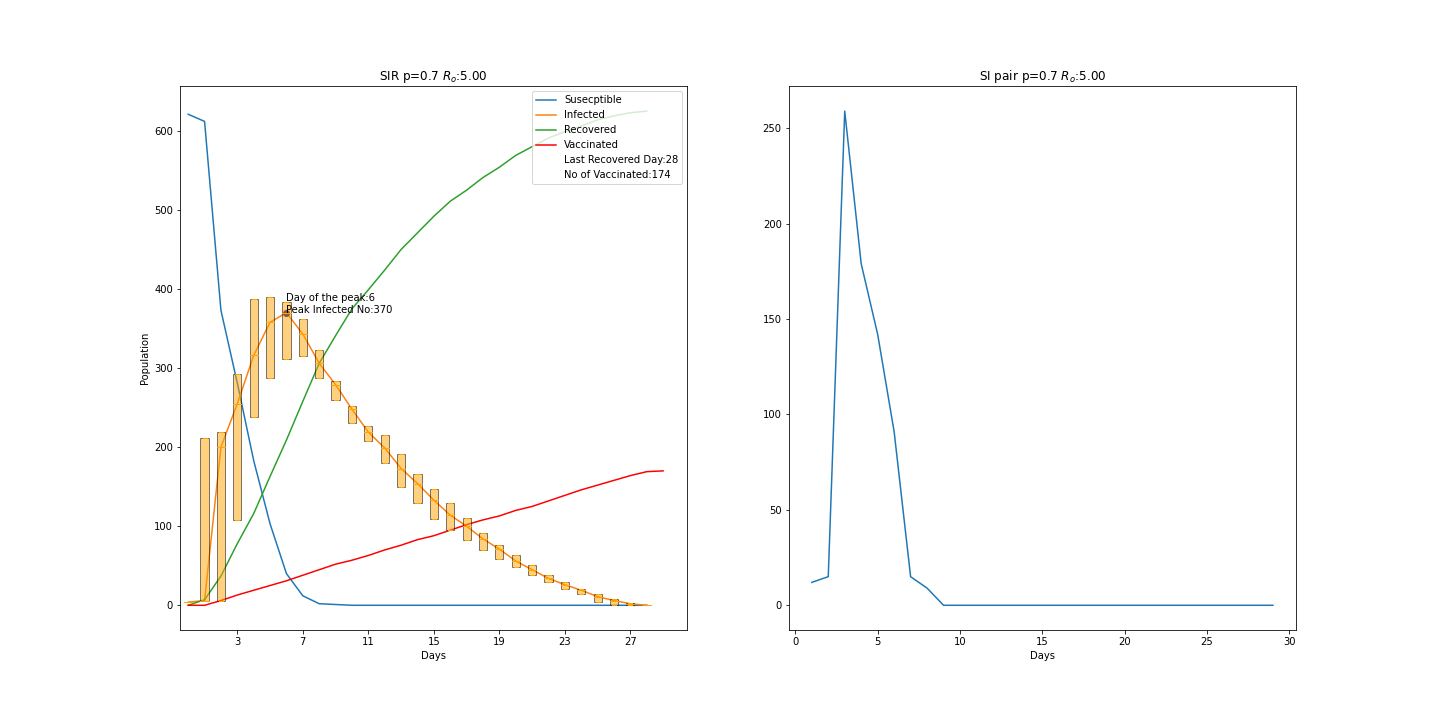 SIR p=0.7 Rₒ:5.00
Susecptible
Infected
Recovered
Vaccinated
Last Recovered Day:28
No of Vaccinated:174
Day of the peak:6
Peak Infected No:370
Population
600
500
400
300
200
100
0
3 7 11 15 19 23 27
Days
SI pair p=0.7 Rₒ:5.00
250
200
150
100
50
0
0 5 10 15 20 25 30
Days